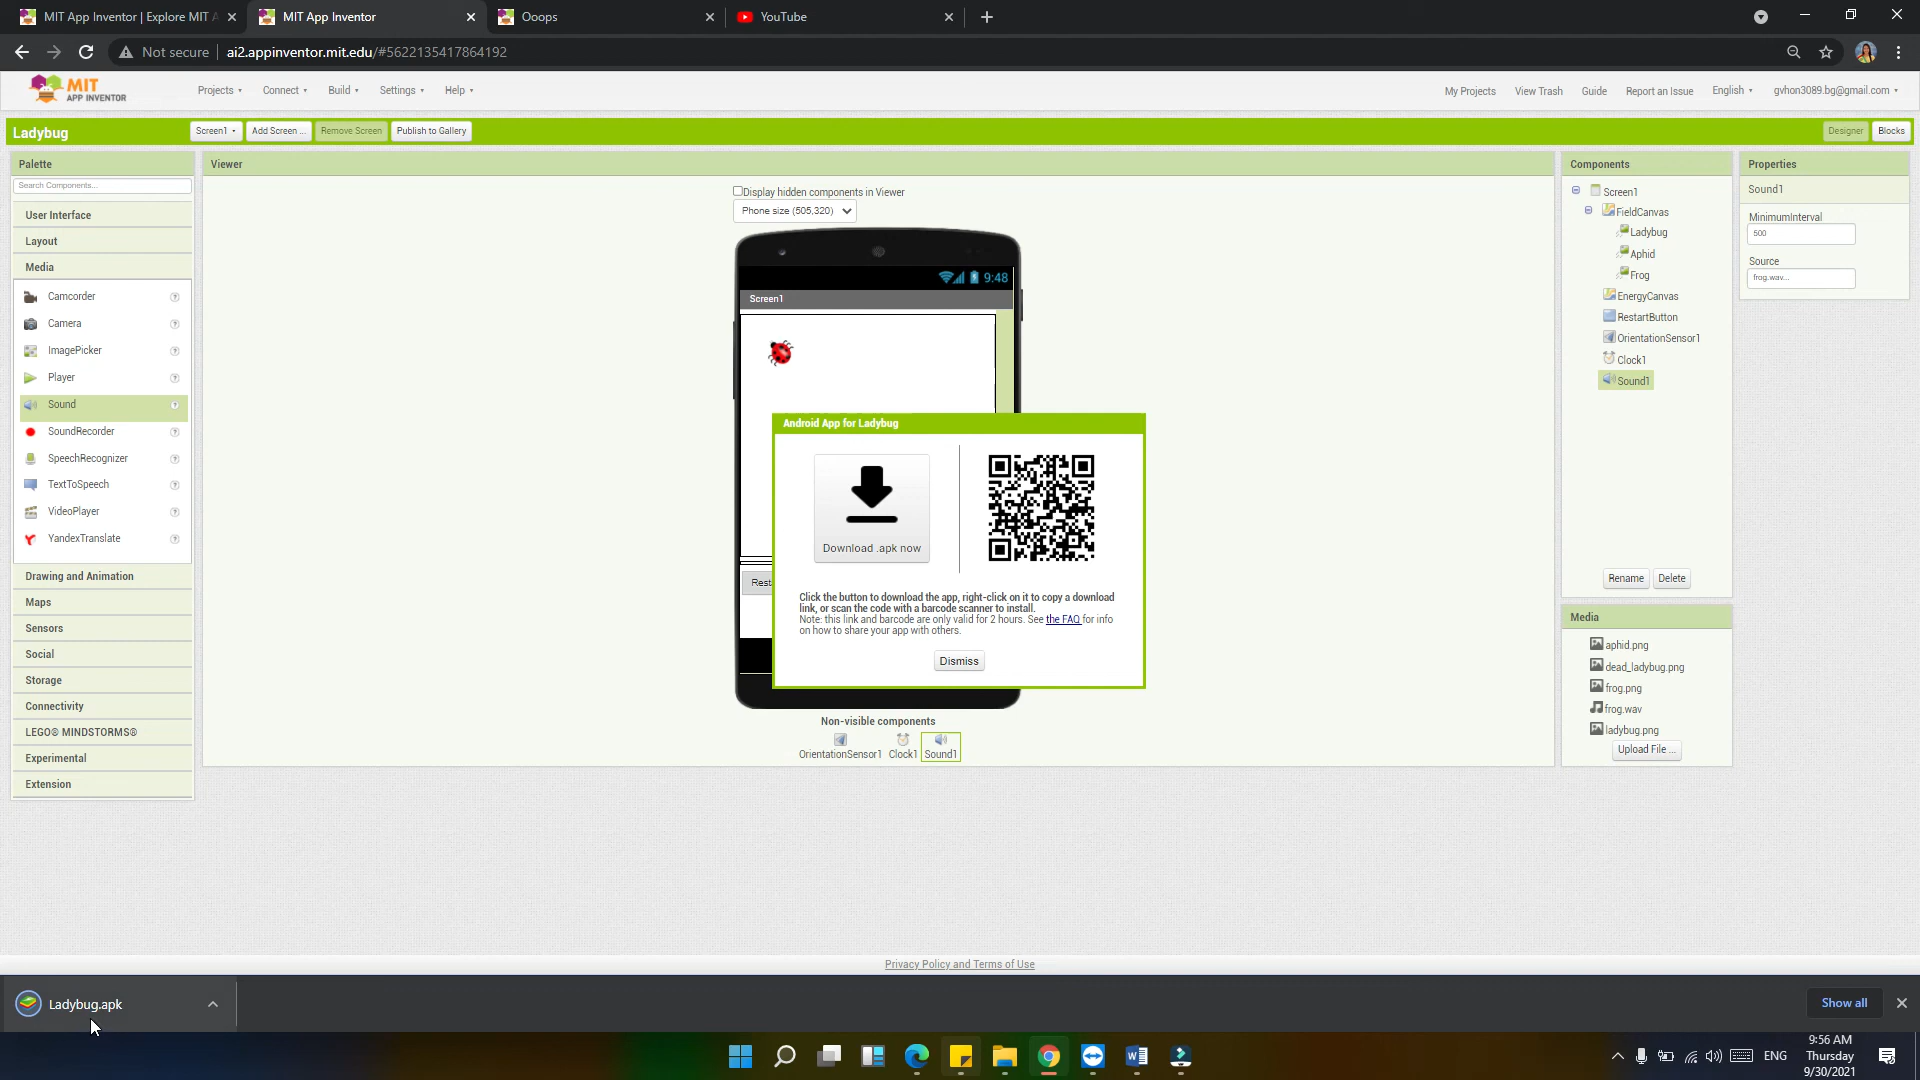 MIT App Inventor | Explore MIT A
MIT App Inventor
Ooops
YouTube
Not secure
ai2.appinventor.mit.edu/#5622135417864192
MIT
APP INVENTOR
Projects
Connect
Build
Settings
Help
My Projects
View Trash
Guide
Report an Issue
English
gvhon3089.bg@gmail.com
Ladybug
Screen1
Add Screen ...
Remove Screen
Publish to Gallery
Designer
Blocks
Palette
Search Components...
User Interface
Layout
Media
Camcorder
Camera
ImagePicker
Player
Sound
SoundRecorder
SpeechRecognizer
TextToSpeech
VideoPlayer
YandexTranslate
Drawing and Animation
Maps
Sensors
Social
Storage
Connectivity
LEGO® MINDSTORMS®
Experimental
Extension
Viewer
Display hidden components in Viewer
Phone size (505,320)
9:48
Screen1
Rest
Android App for Ladybug
Download .apk now
Click the button to download the app, right-click on it to copy a download
link, or scan the code with a barcode scanner to install.
Note: this link and barcode are only valid for 2 hours. See the FAQ for info
on how to share your app with others.
Dismiss
Non-visible components
OrientationSensor1
Clock1
Sound1
Components
Screen1
FieldCanvas
Ladybug
Aphid
Frog
EnergyCanvas
RestartButton
OrientationSensor1
Clock1
Sound1
Rename
Delete
Media
aphid.png
dead_ladybug.png
frog.png
frog.wav
ladybug.png
Upload File ...
Properties
Sound1
MinimumInterval
500
Source
frog.wav...
Privacy Policy and Terms of Use
Ladybug.apk
Show all
ENG
9:56 AM
Thursday
9/30/2021